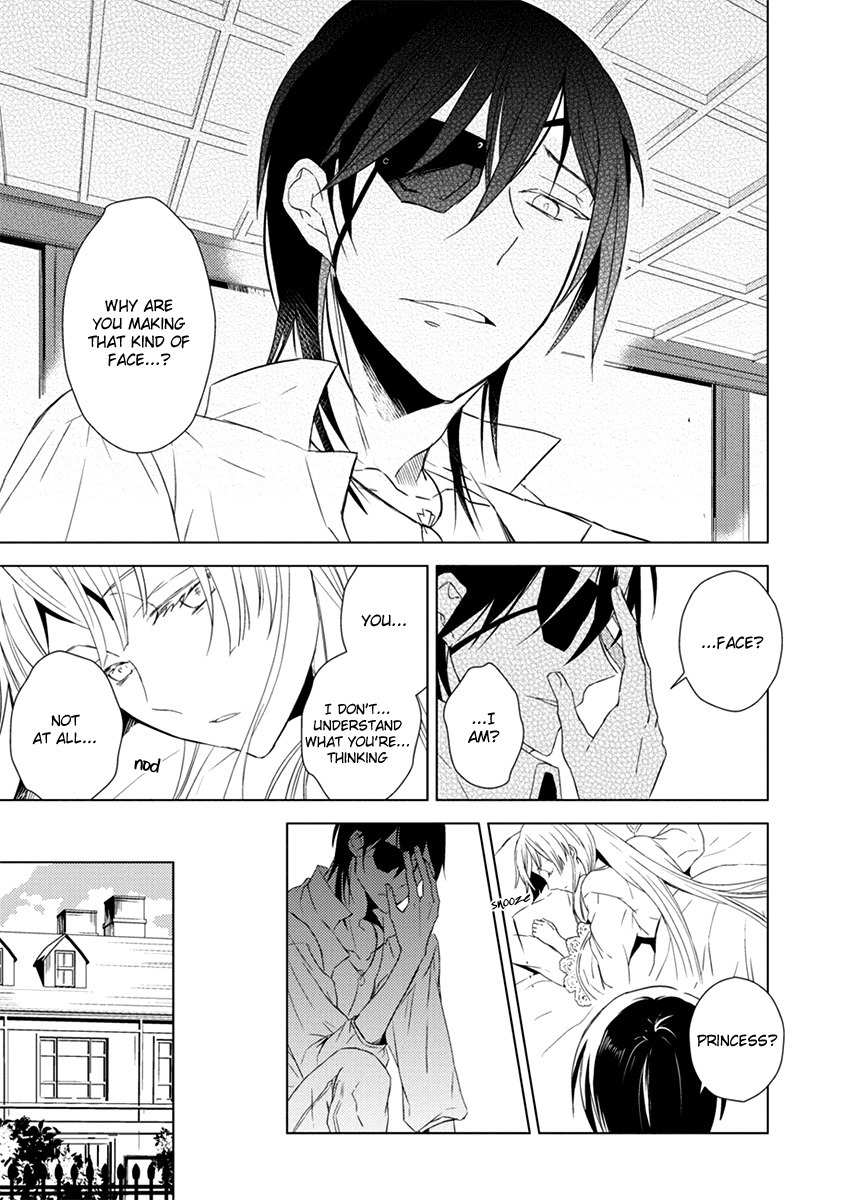 WHY ARE
YOU MAKING
THAT KIND OF
FACE...?
...FACE?
...I
AM?
YOU...
I DON'T...
UNDERSTAND
WHAT YOU'RE...
THINKING
NOT
AT ALL...
nod
PRINCESS?
snooze